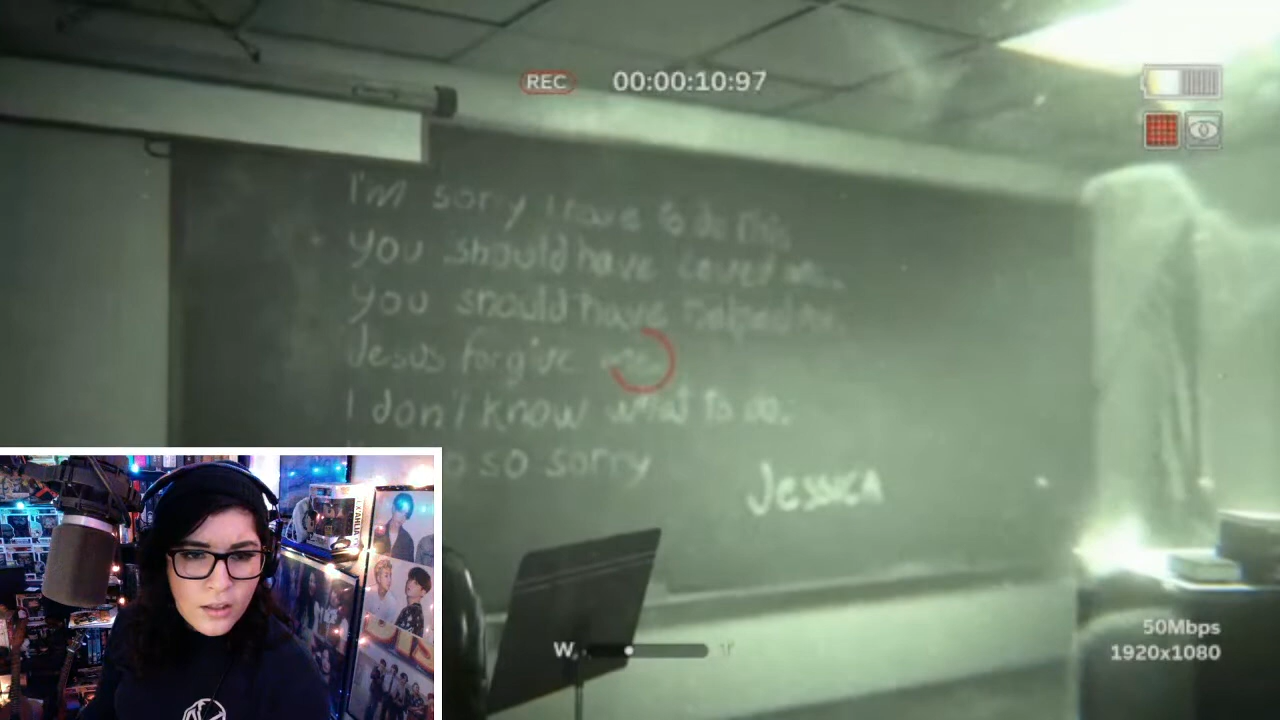 REC 00:00:10:97
I'm sorry I have to do this
You should have loved me.
You should have helped me.
Jesus forgive me.
I don't know what to do.
so sorry
JESSICA
W T
50Mbps
1920x1080